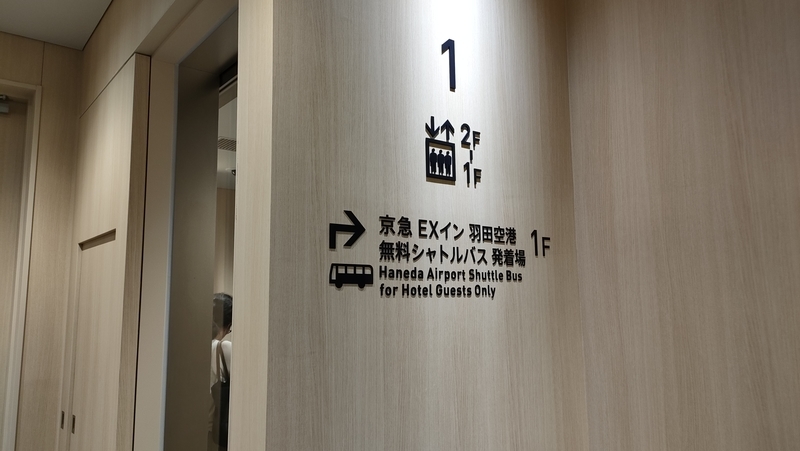 1
2F
1F
京急 EXイン 羽田空港
無料シャトルバス 発着場 1F
Haneda Airport Shuttle Bus
for Hotel Guests Only